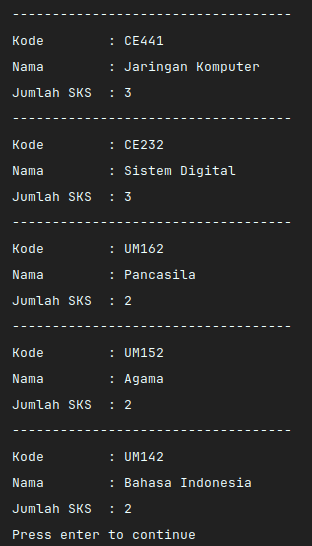 -----------------------------------
Kode        : CE441
Nama        : Jaringan Komputer
Jumlah SKS  : 3
-----------------------------------
Kode        : CE232
Nama        : Sistem Digital
Jumlah SKS  : 3
-----------------------------------
Kode        : UM162
Nama        : Pancasila
Jumlah SKS  : 2
-----------------------------------
Kode        : UM152
Nama        : Agama
Jumlah SKS  : 2
-----------------------------------
Kode        : UM142
Nama        : Bahasa Indonesia
Jumlah SKS  : 2
Press enter to continue